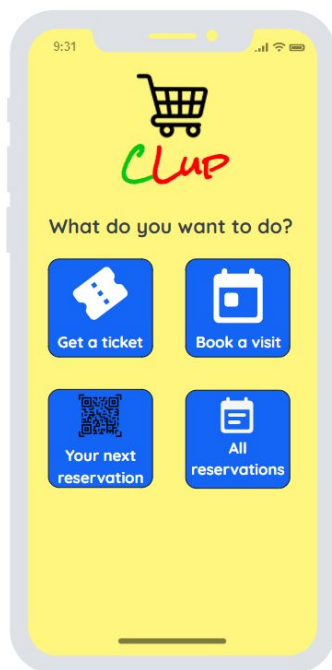 9:31
CLup
What do you want to do?
Get a ticket
Book a visit
Your next
reservation
All
reservations